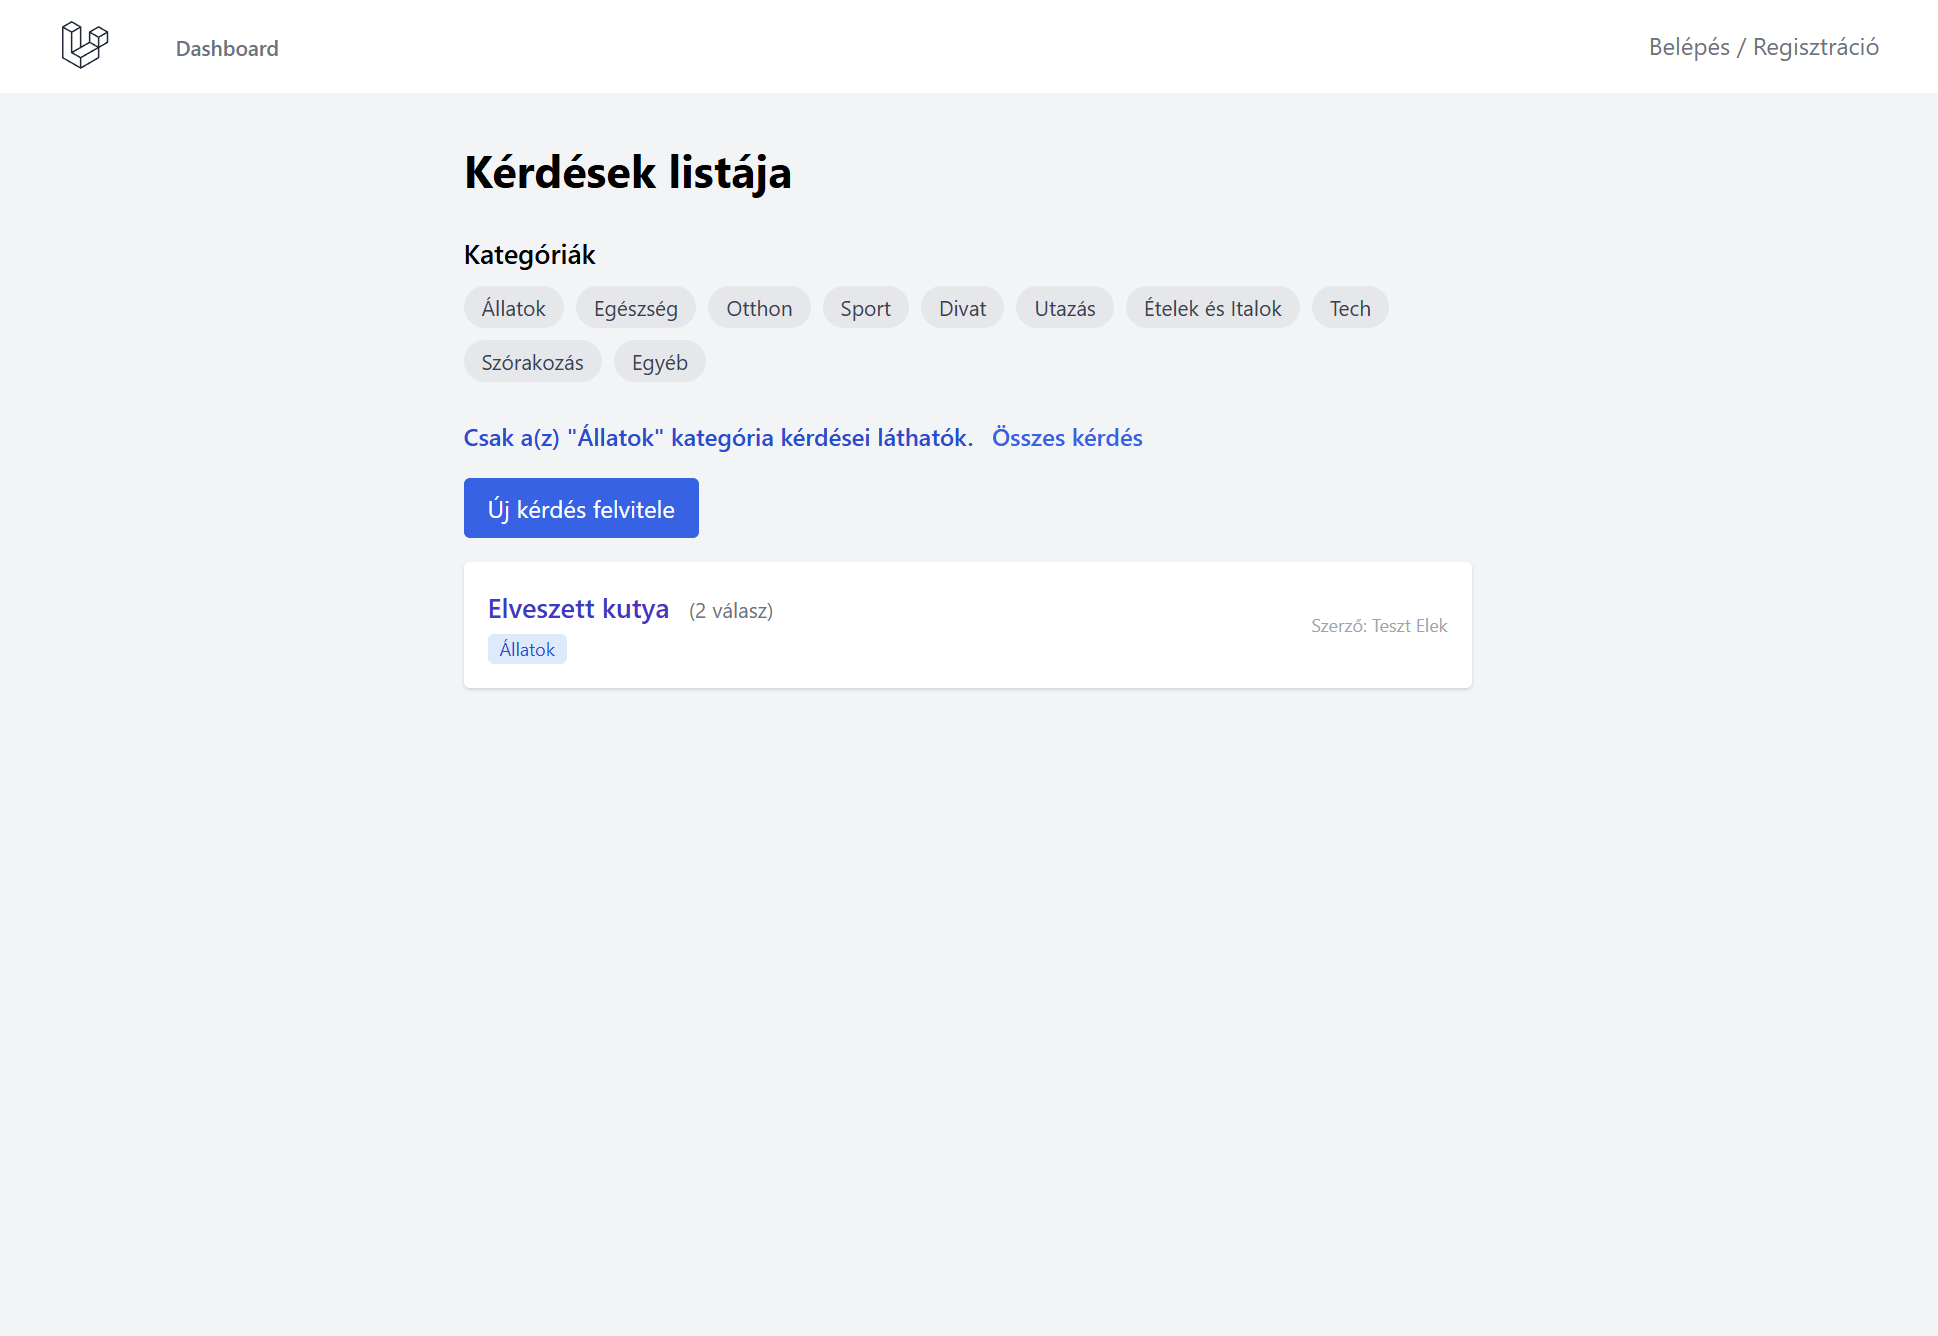 Dashboard
Belépés / Regisztráció
Kérdések listája
Kategóriák
Állatok Egészség Otthon Sport Divat Utazás Ételek és Italok Tech
Szórakozás Egyéb
Csak a(z) "Állatok" kategória kérdései láthatók. Összes kérdés
Új kérdés felvitele
Elveszett kutya (2 válasz)
Szerző: Teszt Elek
Állatok